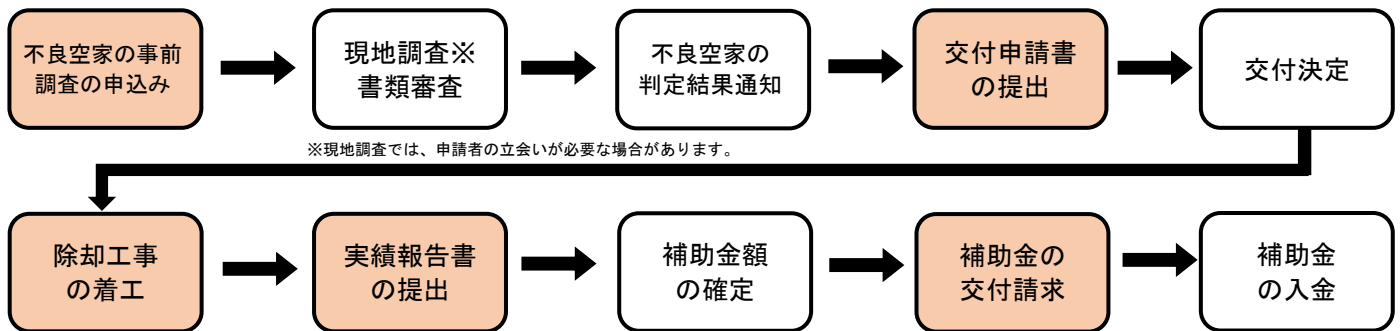 不良空家の事前
調査の申込み
現地調査※
書類審査
不良空家の
判定結果通知
交付申請書
の提出
交付決定
※現地調査では、申請者の立会いが必要な場合があります。
除却工事
の着工
実績報告書
の提出
補助金額
の確定
補助金の
交付請求
補助金
の入金